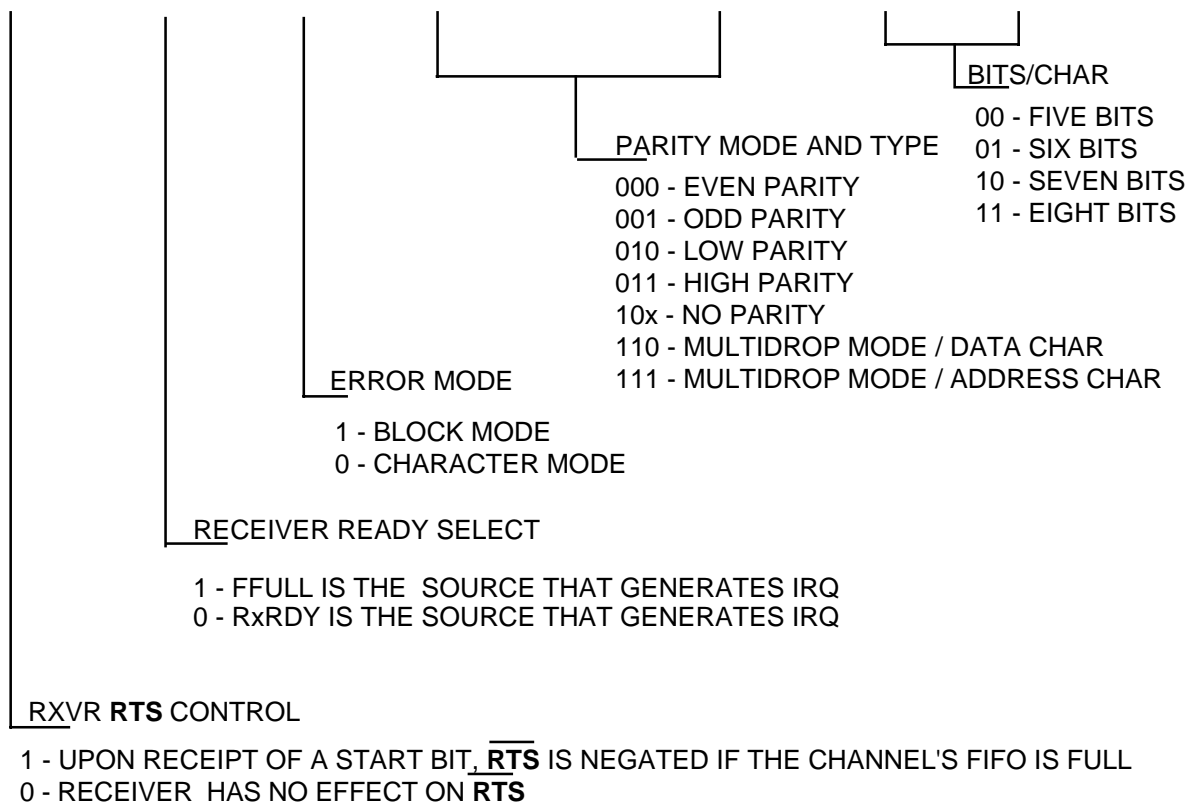 BITS/CHAR
00 - FIVE BITS
01 - SIX BITS
10 - SEVEN BITS
11 - EIGHT BITS
PARITY MODE AND TYPE
000 - EVEN PARITY
001 - ODD PARITY
010 - LOW PARITY
011 - HIGH PARITY
10x - NO PARITY
110 - MULTIDROP MODE / DATA CHAR
111 - MULTIDROP MODE / ADDRESS CHAR
ERROR MODE
1 - BLOCK MODE
0 - CHARACTER MODE
RECEIVER READY SELECT
1 - FFULL IS THE SOURCE THAT GENERATES IRQ
0 - RxRDY IS THE SOURCE THAT GENERATES IRQ
RXVR RTS CONTROL
1 - UPON RECEIPT OF A START BIT, RTS IS NEGATED IF THE CHANNEL'S FIFO IS FULL
0 - RECEIVER HAS NO EFFECT ON RTS